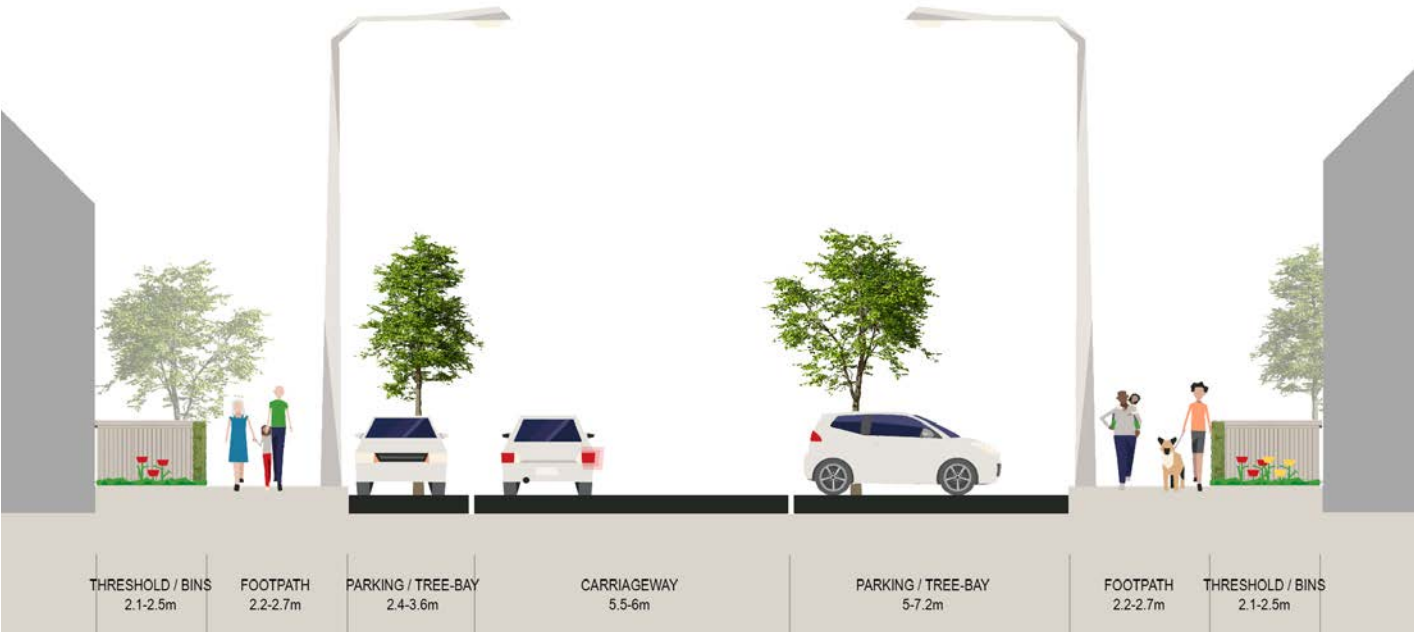 THRESHOLD / BINS
2.1-2.5m
FOOTPATH
2.2-2.7m
PARKING / TREE-BAY
2.4-3.6m
CARRIAGEWAY
5.5-6m
PARKING / TREE-BAY
5-7.2m
FOOTPATH
2.2-2.7m
THRESHOLD / BINS
2.1-2.5m